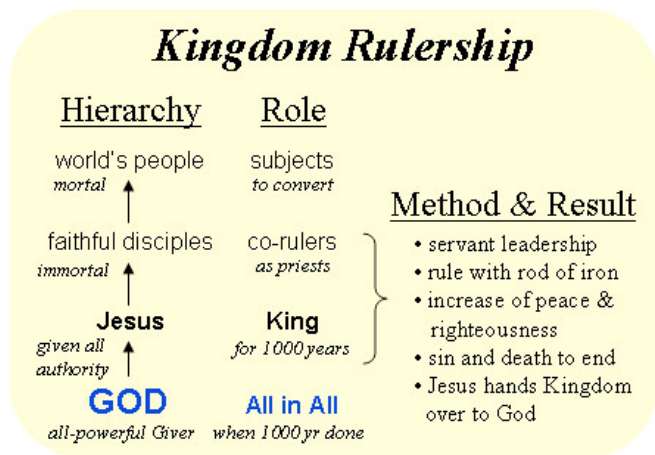 Kingdom Rulership
Hierarchy
Role
world's people
mortal
subjects
to convert
faithful disciples
immortal
co-rulers
as priests
Jesus
given all
authority
King
for 1000 years
GOD
all-powerful Giver
All in All
when 1000 yr done
Method & Result
• servant leadership
• rule with rod of iron
• increase of peace &
righteousness
• sin and death to end
• Jesus hands Kingdom
over to God